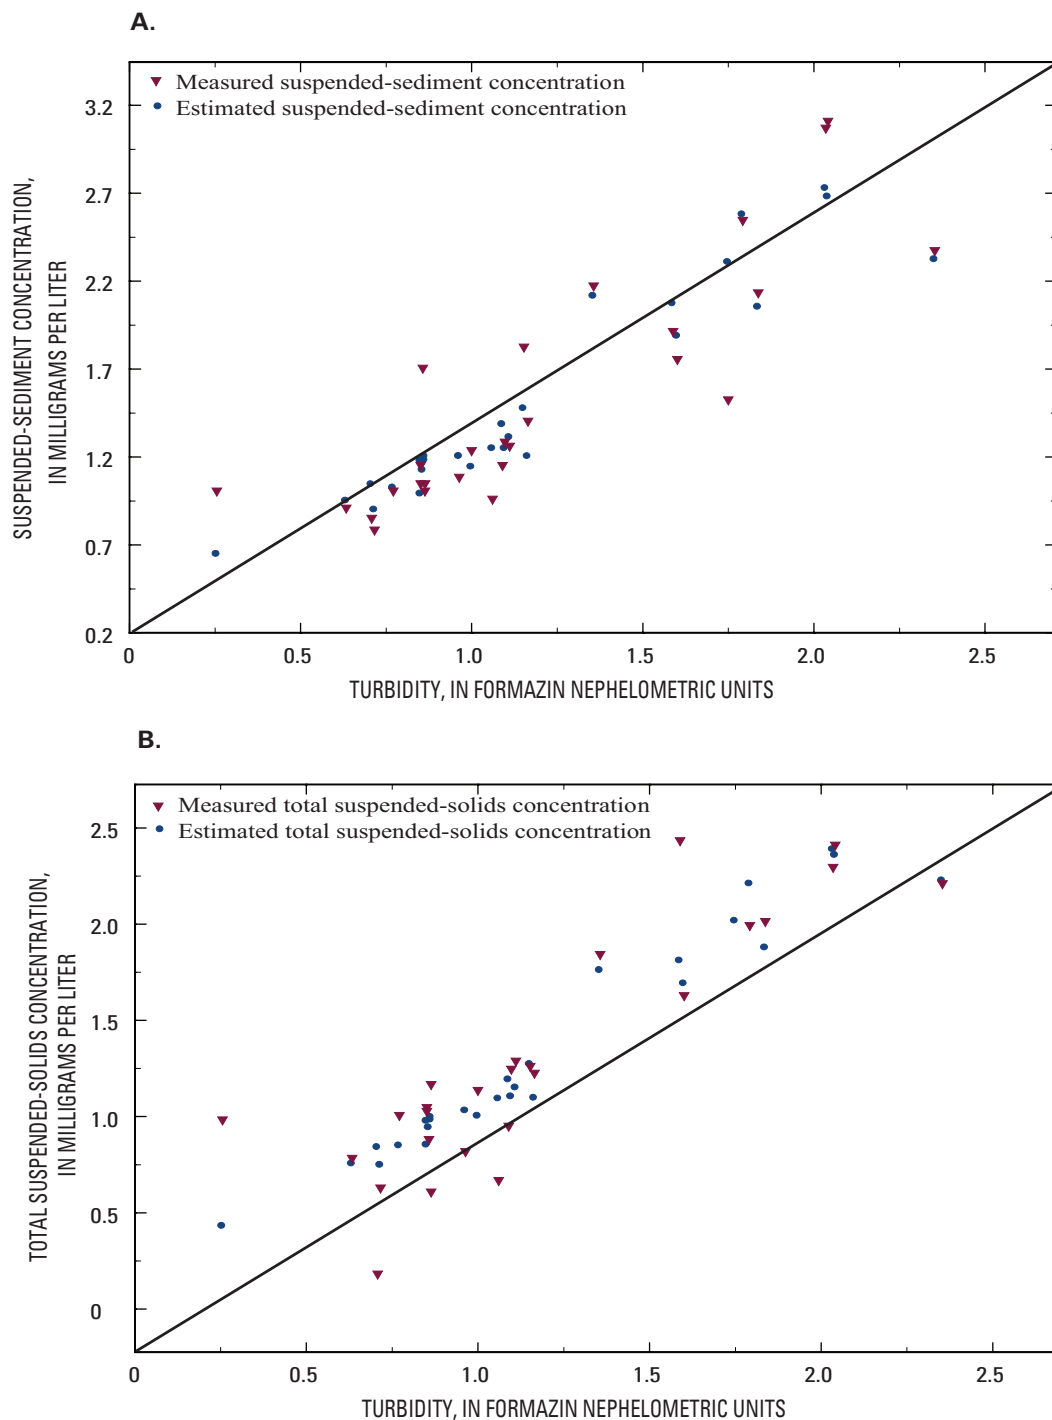 A.
Measured suspended-sediment concentration
Estimated suspended-sediment concentration
SUSPENDED-SEDIMENT CONCENTRATION,
IN MILLIGRAMS PER LITER
3.2
2.7
2.2
1.7
1.2
0.7
0.2
0 0.5 1.0 1.5 2.0 2.5
TURBIDITY, IN FORMAZIN NEPHELOMETRIC UNITS
B.
Measured total suspended-solids concentration
Estimated total suspended-solids concentration
TOTAL SUSPENDED-SOLIDS CONCENTRATION,
IN MILLIGRAMS PER LITER
2.5
2.0
1.5
1.0
0.5
0
0 0.5 1.0 1.5 2.0 2.5
TURBIDITY, IN FORMAZIN NEPHELOMETRIC UNITS